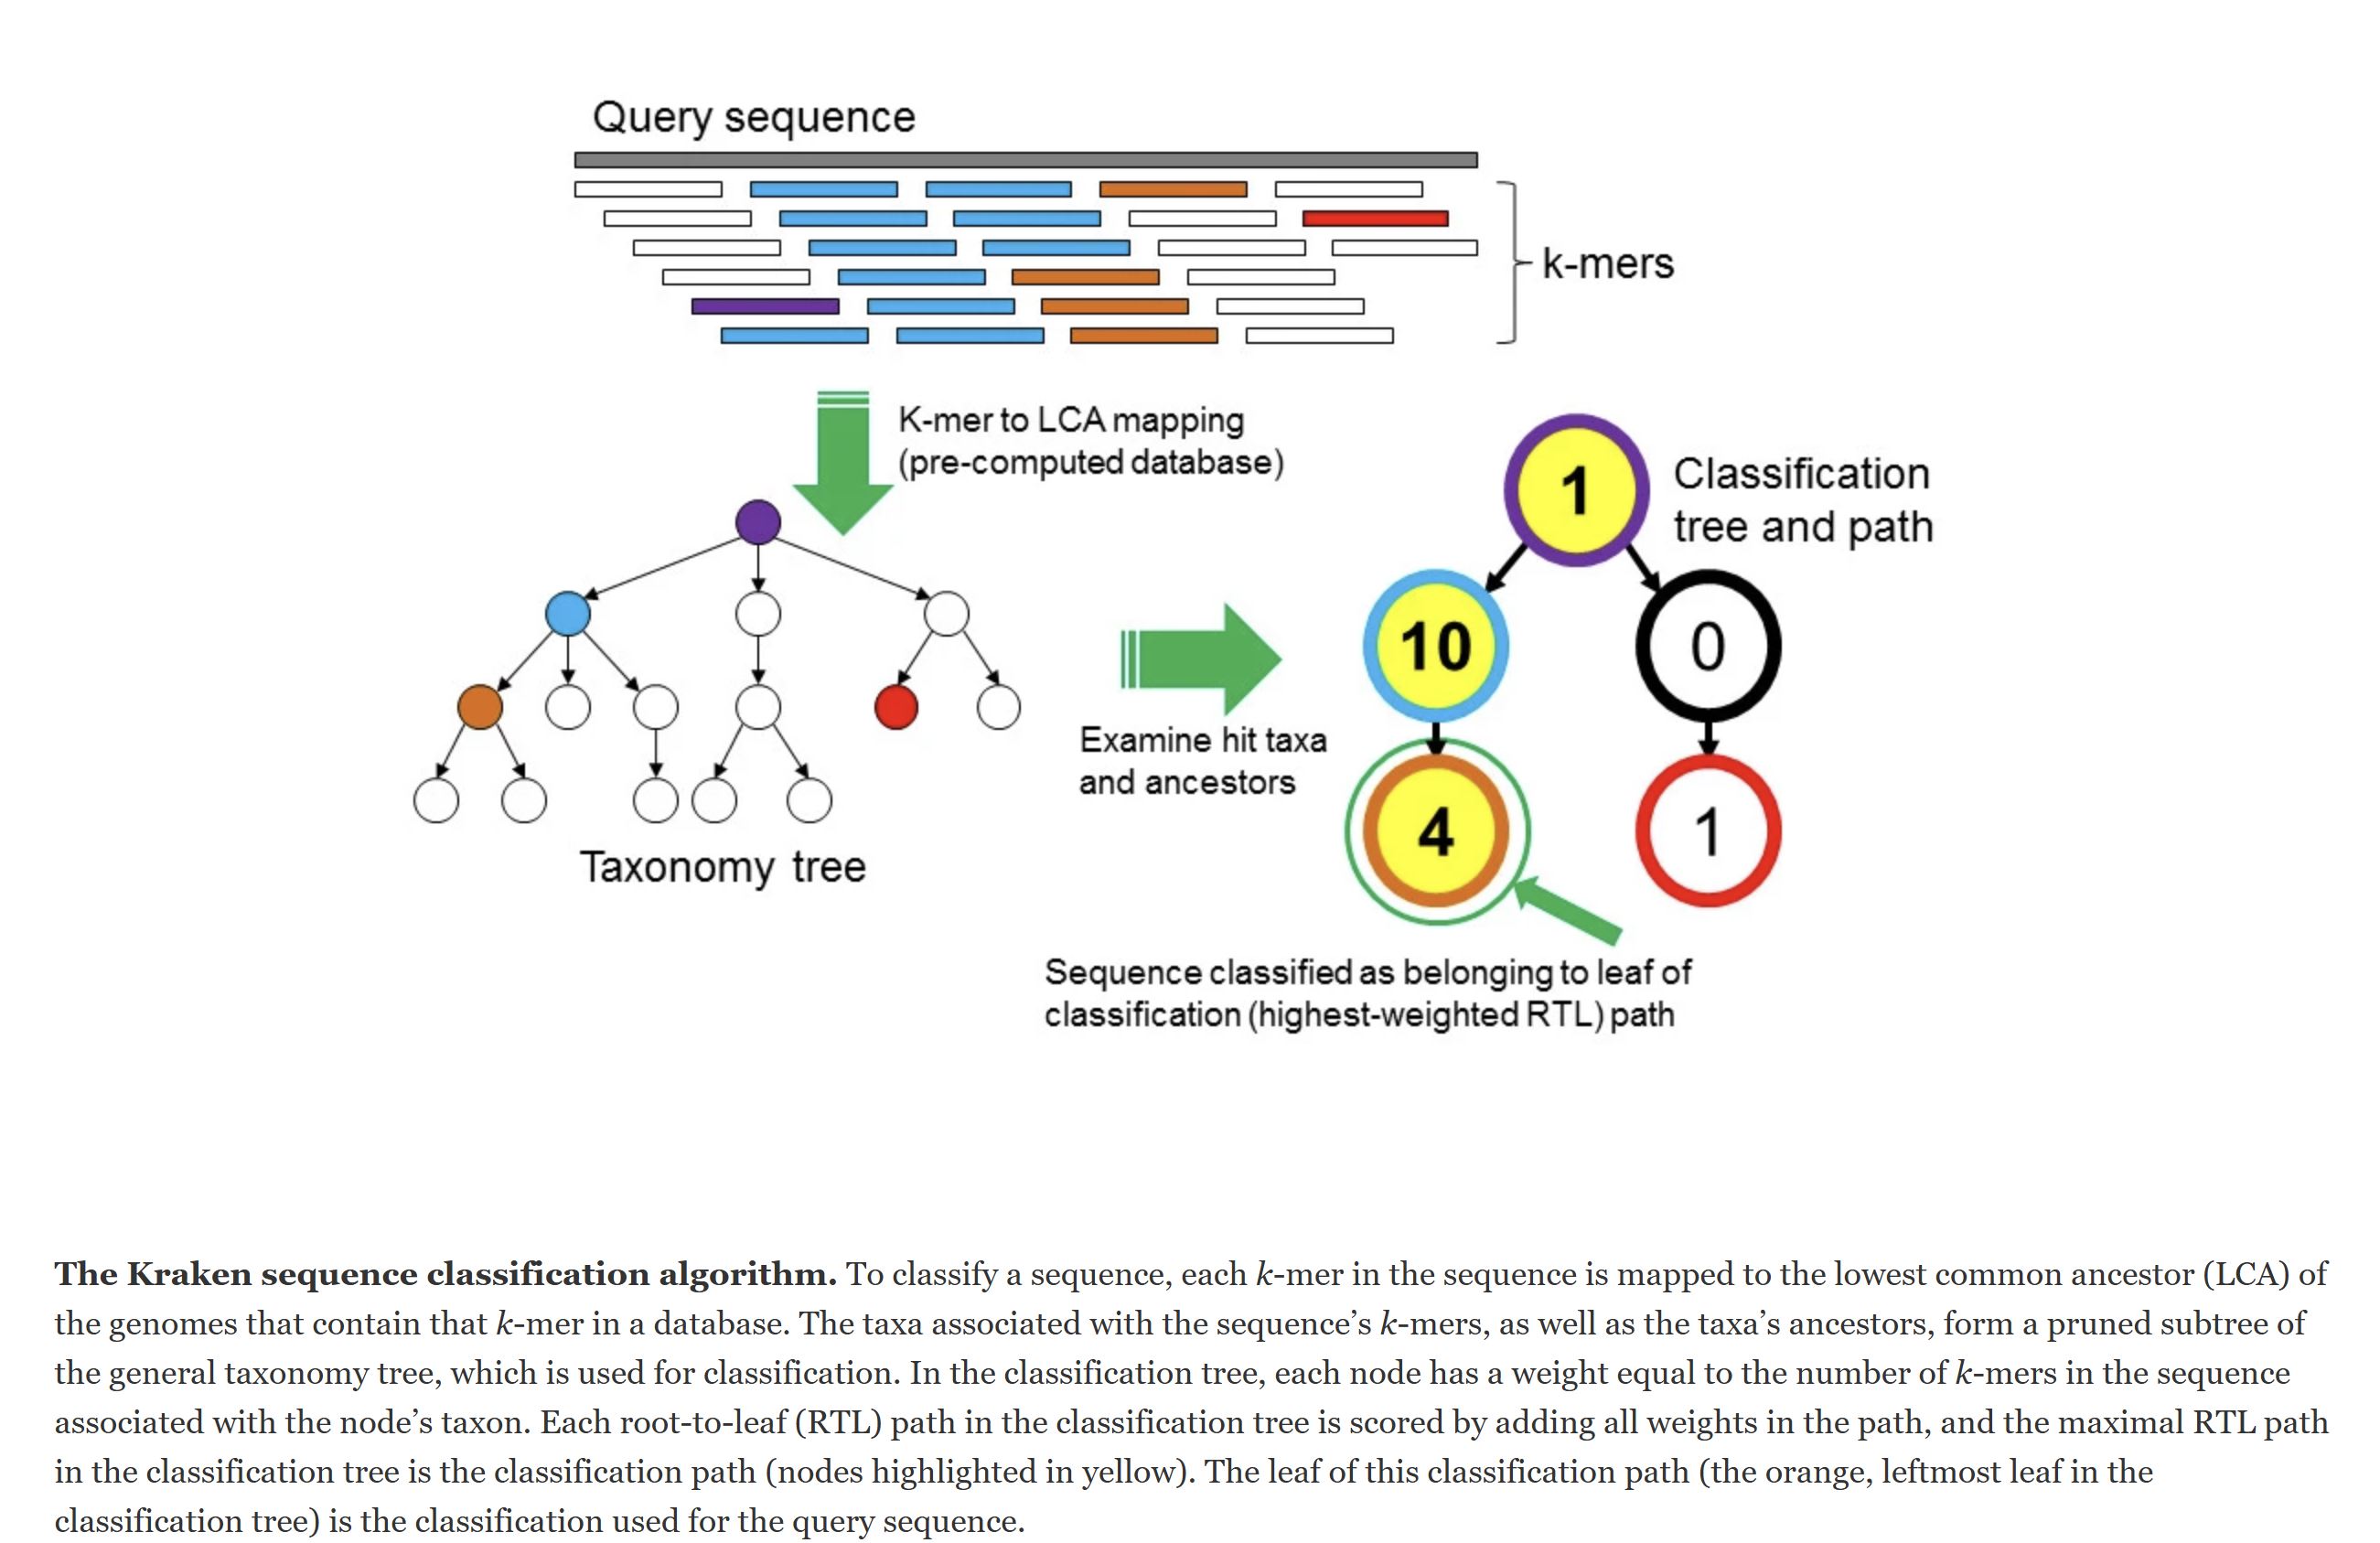 Query sequence
k-mers
K-mer to LCA mapping
(pre-computed database)
Classification
tree and path
1
10
0
4
1
Examine hit taxa
and ancestors
Taxonomy tree
Sequence classified as belonging to leaf of
classification (highest-weighted RTL) path
The Kraken sequence classification algorithm. To classify a sequence, each k-mer in the sequence is mapped to the lowest common ancestor (LCA) of
the genomes that contain that k-mer in a database. The taxa associated with the sequence’s k-mers, as well as the taxa’s ancestors, form a pruned subtree of
the general taxonomy tree, which is used for classification. In the classification tree, each node has a weight equal to the number of k-mers in the sequence
associated with the node’s taxon. Each root-to-leaf (RTL) path in the classification tree is scored by adding all weights in the path, and the maximal RTL path
in the classification tree is the classification path (nodes highlighted in yellow). The leaf of this classification path (the orange, leftmost leaf in the
classification tree) is the classification used for the query sequence.